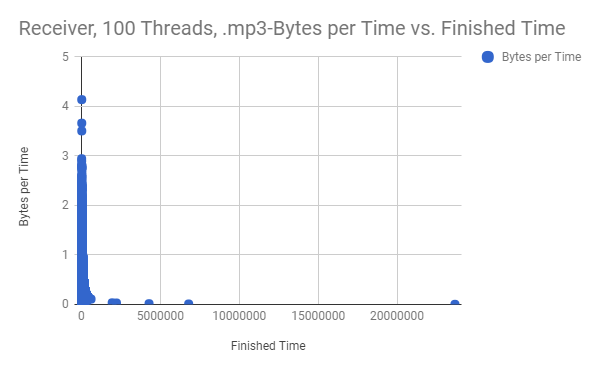 Receiver, 100 Threads, .mp3-Bytes per Time vs. Finished Time
Bytes per Time
5
4
3
2
1
0
Bytes per Time
0 5000000 10000000 15000000 20000000
Finished Time